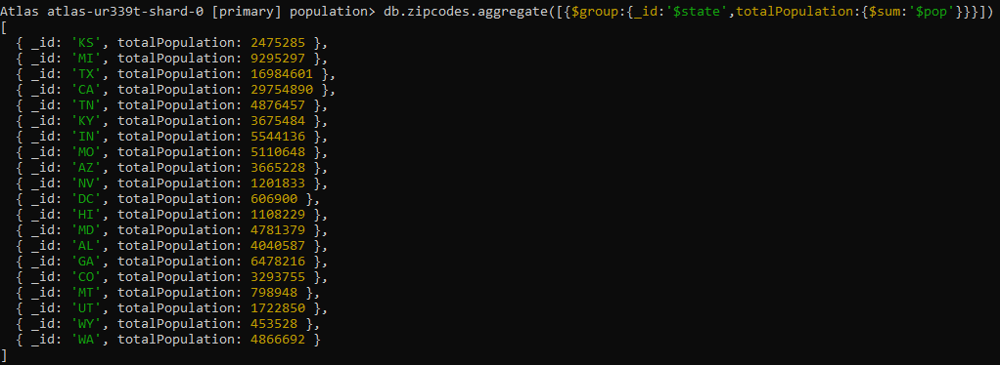 Atlas atlas-ur339t-shard-0 [primary] population> db.zipcodes.aggregate([{$group:{_id:'$state',totalPopulation:{$sum:'$pop'}}}])
[
  { _id: 'KS', totalPopulation: 2475285 },
  { _id: 'MI', totalPopulation: 9295297 },
  { _id: 'TX', totalPopulation: 16984601 },
  { _id: 'CA', totalPopulation: 29754890 },
  { _id: 'TN', totalPopulation: 4876457 },
  { _id: 'KY', totalPopulation: 3675484 },
  { _id: 'IN', totalPopulation: 5544136 },
  { _id: 'MO', totalPopulation: 5110648 },
  { _id: 'AZ', totalPopulation: 3665228 },
  { _id: 'NV', totalPopulation: 1201833 },
  { _id: 'DC', totalPopulation: 606900 },
  { _id: 'HI', totalPopulation: 1108229 },
  { _id: 'MD', totalPopulation: 4781379 },
  { _id: 'AL', totalPopulation: 4040587 },
  { _id: 'GA', totalPopulation: 6478216 },
  { _id: 'CO', totalPopulation: 3293755 },
  { _id: 'MT', totalPopulation: 798948 },
  { _id: 'UT', totalPopulation: 1722850 },
  { _id: 'WY', totalPopulation: 453528 },
  { _id: 'WA', totalPopulation: 4866692 }
]